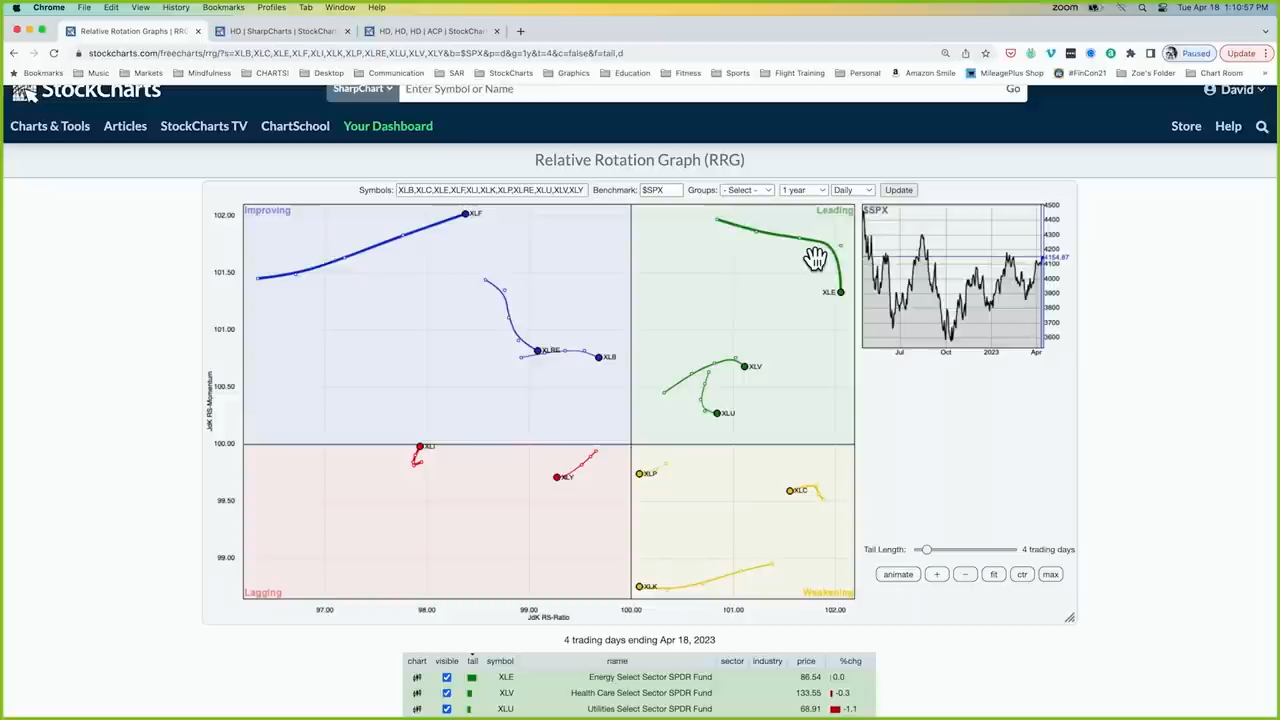 Chrome File Edit View History Bookmarks Profiles Tab Window Help zoom Tue Apr 18 1:10:57 PM
Relative Rotation Graphs | RRG × HD | SharpCharts | StockChart × HD, HD, HD | ACP | StockChart × +
stockcharts.com/freecharts/rrg/?s=XLB,XLC,XLE,XLF,XLI,XLK,XLP,XLRE,XLU,XLV,XLY&b=$SPX&p=d&g=1y&t=4&c=false&f=tail,d Paused Update
Bookmarks Music Markets Mindfulness CHARTS! Desktop Communication SAR StockCharts Graphics Education Fitness Sports Flight Training Personal Amazon Smile MileagePlus Shop #FinCon21 Zoe's Folder Chart Room
StockCharts SharpChart Enter Symbol or Name Go David
Charts & Tools Articles StockCharts TV ChartSchool Your Dashboard Store Help
Relative Rotation Graph (RRG)
Symbols: XLB,XLC,XLE,XLF,XLI,XLK,XLP,XLRE,XLU,XLV,XLY Benchmark: $SPX Groups: - Select - 1 year Daily Update
Improving Leading $SPX
102.00 XLF
101.50 XLE
101.00 XLRE XLB
100.50 XLV
XLU
100.00 XLI
XLY XLP XLC
99.50
99.00 XLK
Lagging Weakening
97.00 98.00 99.00 100.00 101.00 102.00
JdK RS-Ratio
JdK RS-Momentum
4500
4400
4300
4200
4154.87
4100
4000
3900
3800
3700
3600
Jul Oct 2023 Apr
Tail Length: 4 trading days
animate + − fit ctr max
4 trading days ending Apr 18, 2023
chart visible tail symbol name sector industry price %chg
XLE Energy Select Sector SPDR Fund 86.54 0.0
XLV Health Care Select Sector SPDR Fund 133.55 -0.3
XLU Utilities Select Sector SPDR Fund 68.91 -1.1